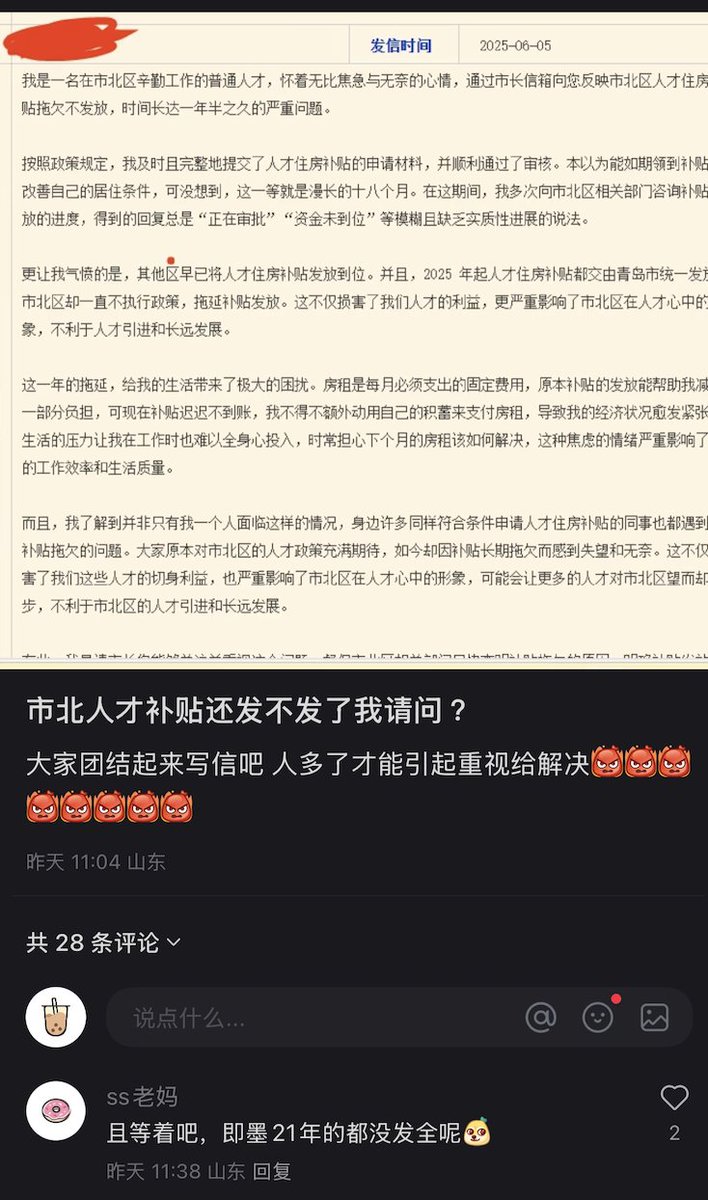 发信时间 2025-06-05
我是一名在市北区辛勤工作的普通人才，怀着无比焦急与无奈的心情，通过市长信箱向您反映市北区人才住房
贴拖欠不发放，时间长达一年半之久的严重问题。
按照政策规定，我及时且完整地提交了人才住房补贴的申请材料，并顺利通过了审核。本以为能如期领到补贴
改善自己的居住条件，可没想到，这一等就是漫长的十八个月。在这期间，我多次向市北区相关部门咨询补贴
放的进度，得到的回复总是“正在审批”“资金未到位”等模糊且缺乏实质性进展的说法。
更让我气愤的是，其他区早已将人才住房补贴发放到位。并且，2025 年起人才住房补贴都交由青岛市统一发放
市北区却一直不执行政策，拖延补贴发放。这不仅损害了我们人才的利益，更严重影响了市北区在人才心中的
象，不利于人才引进和长远发展。
这一年的拖延，给我的生活带来了极大的困扰。房租是每月必须支出的固定费用，原本补贴的发放能帮助我减
一部分负担，可现在补贴迟迟不到账，我不得不额外动用自己的积蓄来支付房租，导致我的经济状况愈发紧张
生活的压力让我在工作时也难以全身心投入，时常担心下个月的房租该如何解决，这种焦虑的情绪严重影响了
的工作效率和生活质量。
而且，我了解到并非只有我一个人面临这样的情况，身边许多同样符合条件申请人才住房补贴的同事也都遇到
补贴拖欠的问题。大家原本对市北区的人才政策充满期待，如今却因补贴长期拖欠而感到失望和无奈。这不仅
害了我们这些人才的切身利益，也严重影响了市北区在人才心中的形象，可能会让更多的人才对市北区望而却
步，不利于市北区的人才引进和长远发展。
市北人才补贴还发不发了我请问？
大家团结起来写信吧 人多了才能引起重视给解决
昨天 11:04 山东
共 28 条评论
说点什么...
ss老妈
且等着吧，即墨21年的都没发全呢
2
昨天 11:38 山东 回复